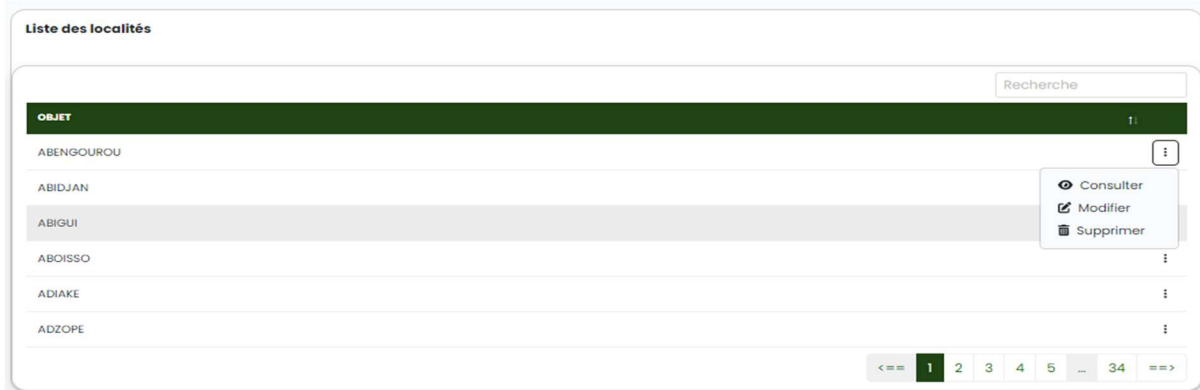 Liste des localités
Recherche
OBJET ↑↓
ABENGOUROU
ABIDJAN
Consulter
Modifier
ABIGUI
Supprimer
ABOISSO
ADIAKE
ADZOPE
<== 1 2 3 4 5 ... 34 ==>